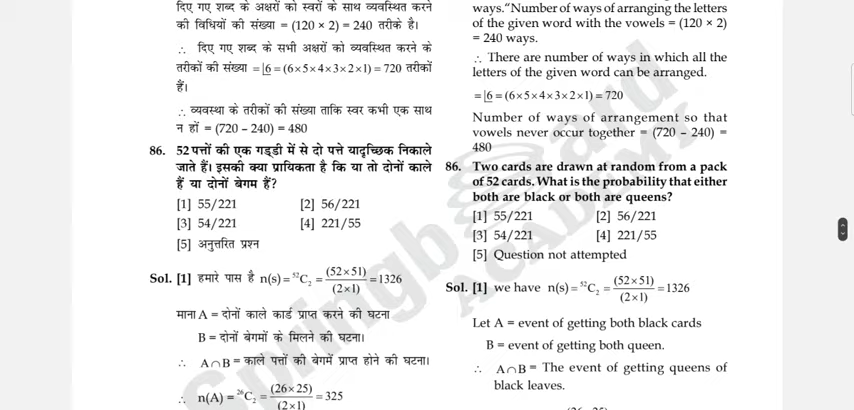 दिए गए शब्द के अक्षरों को स्वरों के साथ व्यवस्थित करने
की विधियों की संख्या = (120 × 2) = 240 तरीके है।
∴ दिए गए शब्द के सभी अक्षरों को व्यवस्थित करने के
तरीकों की संख्या = |6 = (6×5×4×3×2×1) = 720 तरीकों
हैं।
∴ व्यवस्था के तरीकों की संख्या ताकि स्वर कभी एक साथ
न हों = (720 – 240) = 480
86. 52 पत्तों की एक गड्डी में से दो पत्ते यादृच्छिक निकाले
जाते हैं। इसकी क्या प्रायिकता है कि या तो दोनों काले
हैं या दोनों बेगम हैं?
[1] 55/221 [2] 56/221
[3] 54/221 [4] 221/55
[5] अनुत्तरित प्रश्न
Sol. [1] हमारे पास है n(s) = ⁵²C₂ = (52×51)/(2×1) = 1326
माना A = दोनों काले कार्ड प्राप्त करने की घटना
B = दोनों बेगमों के मिलने की घटना।
∴ A∩B = काले पत्तों की बेगमें प्राप्त होने की घटना।
∴ n(A) = ²⁶C₂ = (26×25)/(2×1) = 325
ways.“Number of ways of arranging the letters
of the given word with the vowels = (120 × 2)
= 240 ways.
∴ There are number of ways in which all the
letters of the given word can be arranged.
= |6 = (6×5×4×3×2×1) = 720
Number of ways of arrangement so that
vowels never occur together = (720 – 240) =
480
86. Two cards are drawn at random from a pack
of 52 cards. What is the probability that either
both are black or both are queens?
[1] 55/221 [2] 56/221
[3] 54/221 [4] 221/55
[5] Question not attempted
Sol. [1] we have n(s) = ⁵²C₂ = (52×51)/(2×1) = 1326
Let A = event of getting both black cards
B = event of getting both queen.
∴ A∩B = The event of getting queens of
black leaves.
Springboard
ACADEMY